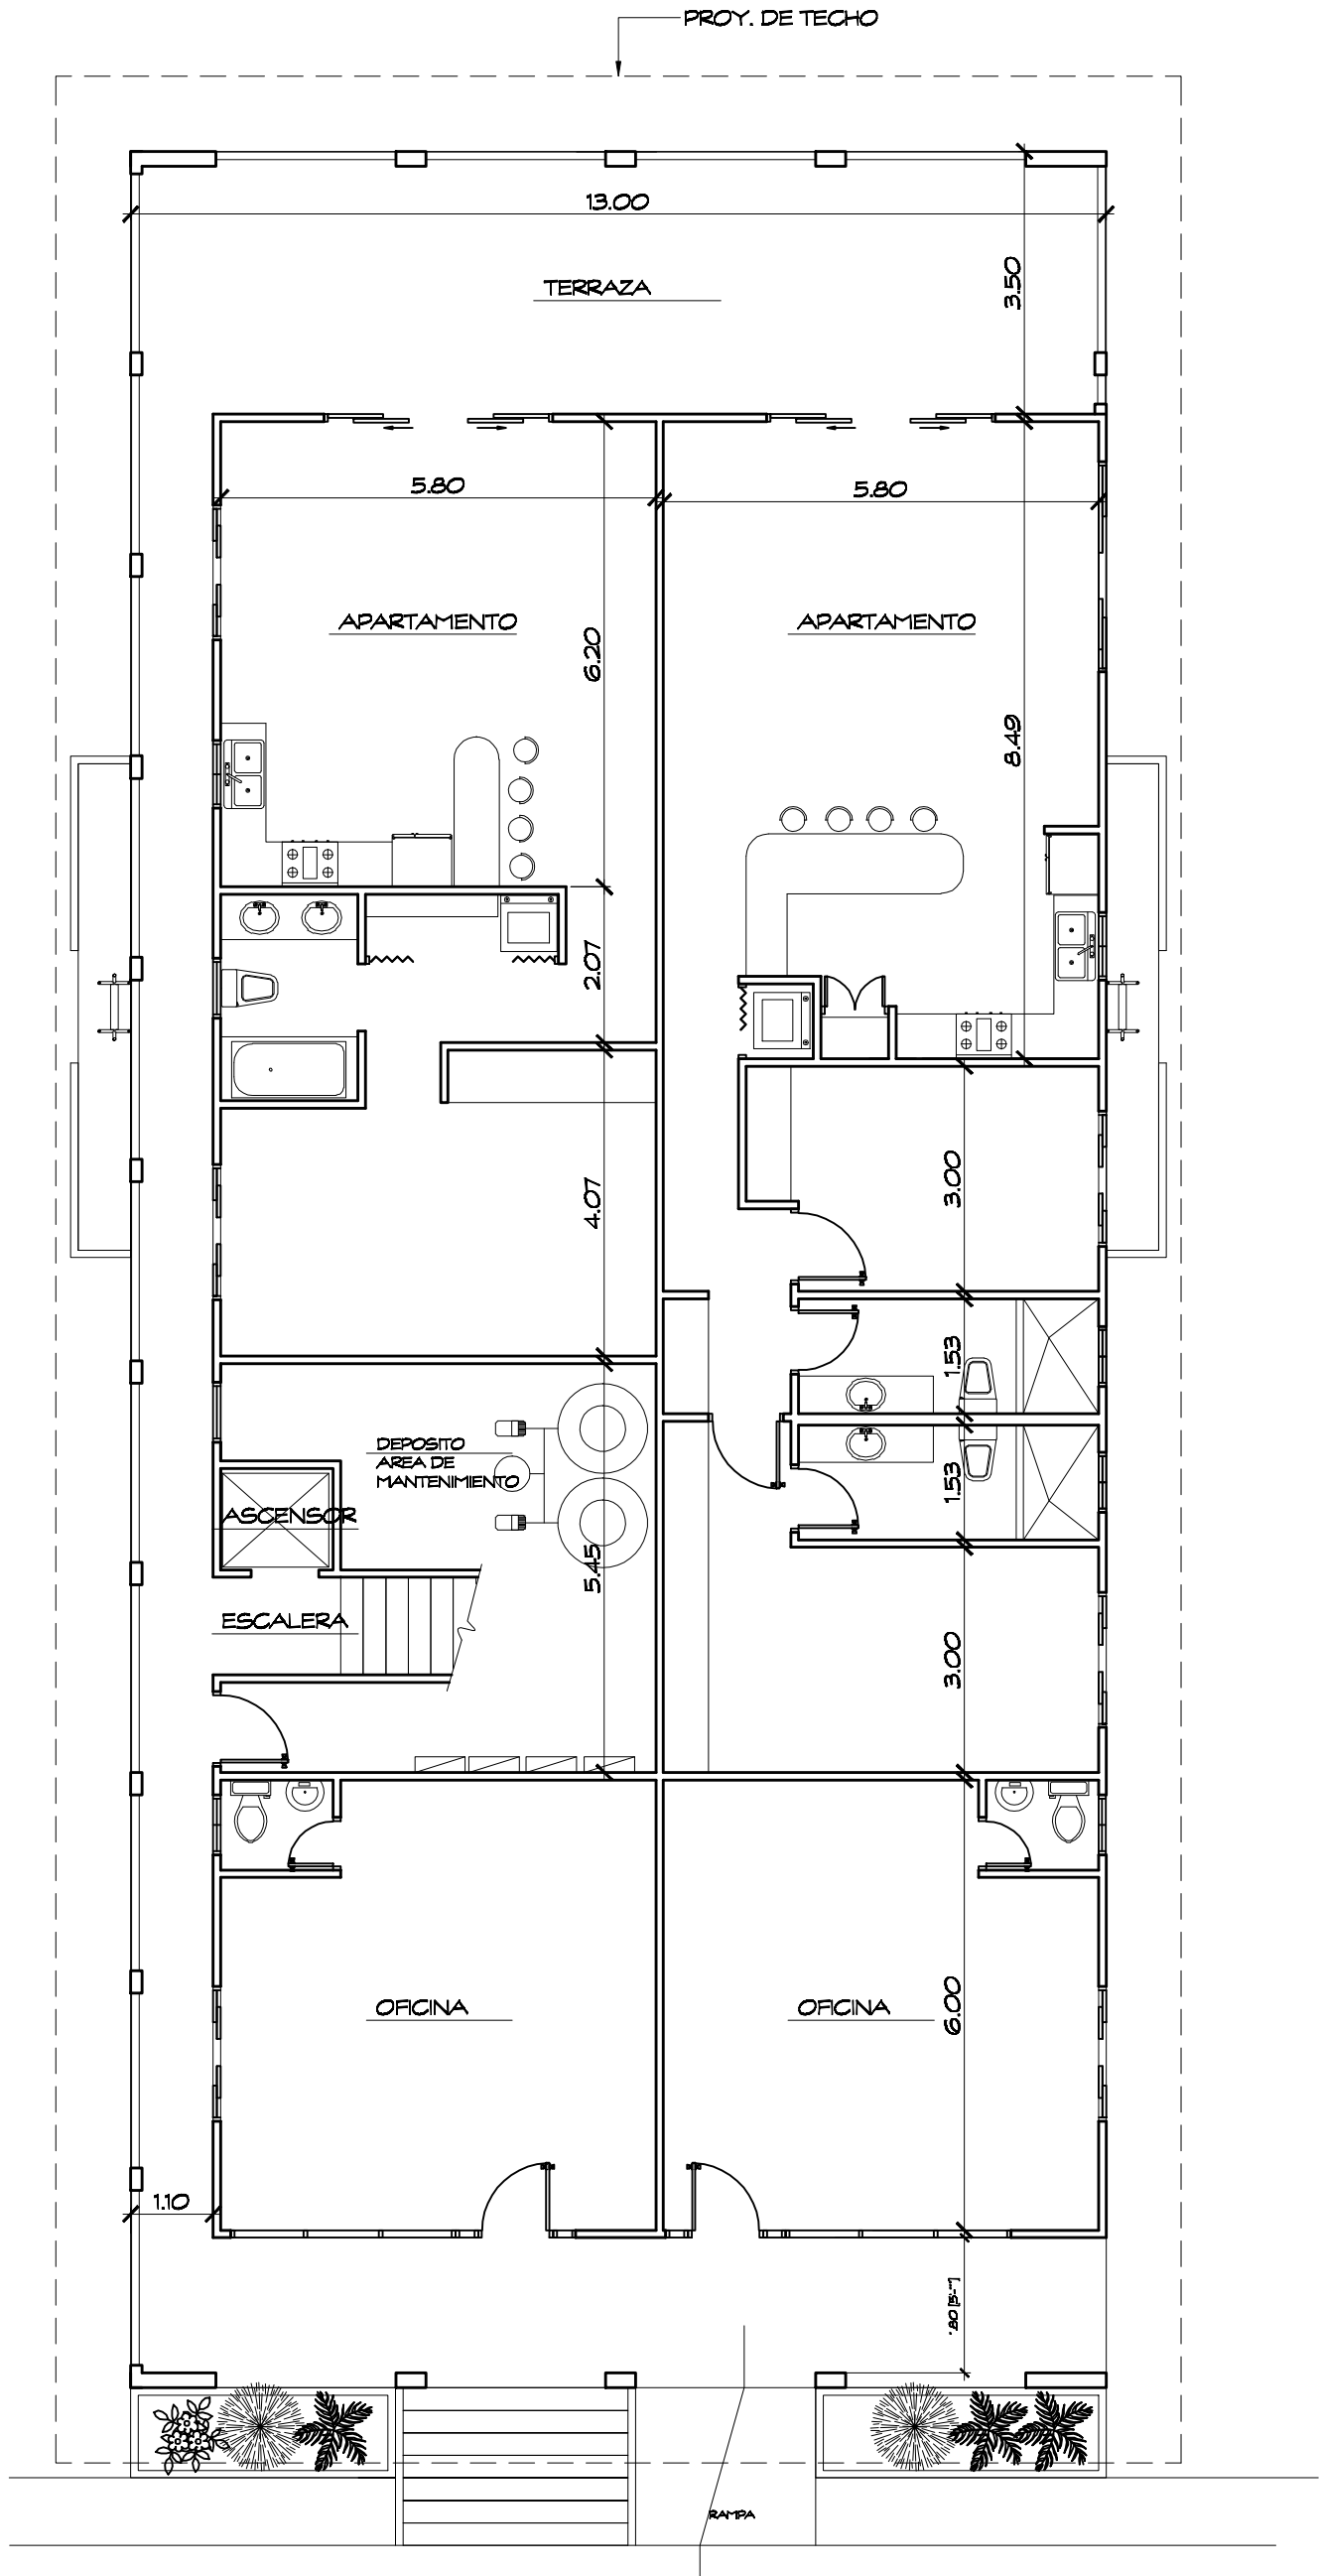 PROY. DE TECHO
13.00
TERRAZA
3.50
5.80
5.80
APARTAMENTO
APARTAMENTO
6.20
8.49
2.07
3.00
4.07
1.53
DEPOSITO
AREA DE
MANTENIMIENTO
1.53
ASCENSOR
5.45
ESCALERA
3.00
OFICINA
OFICINA
6.00
1.10
RAMPA